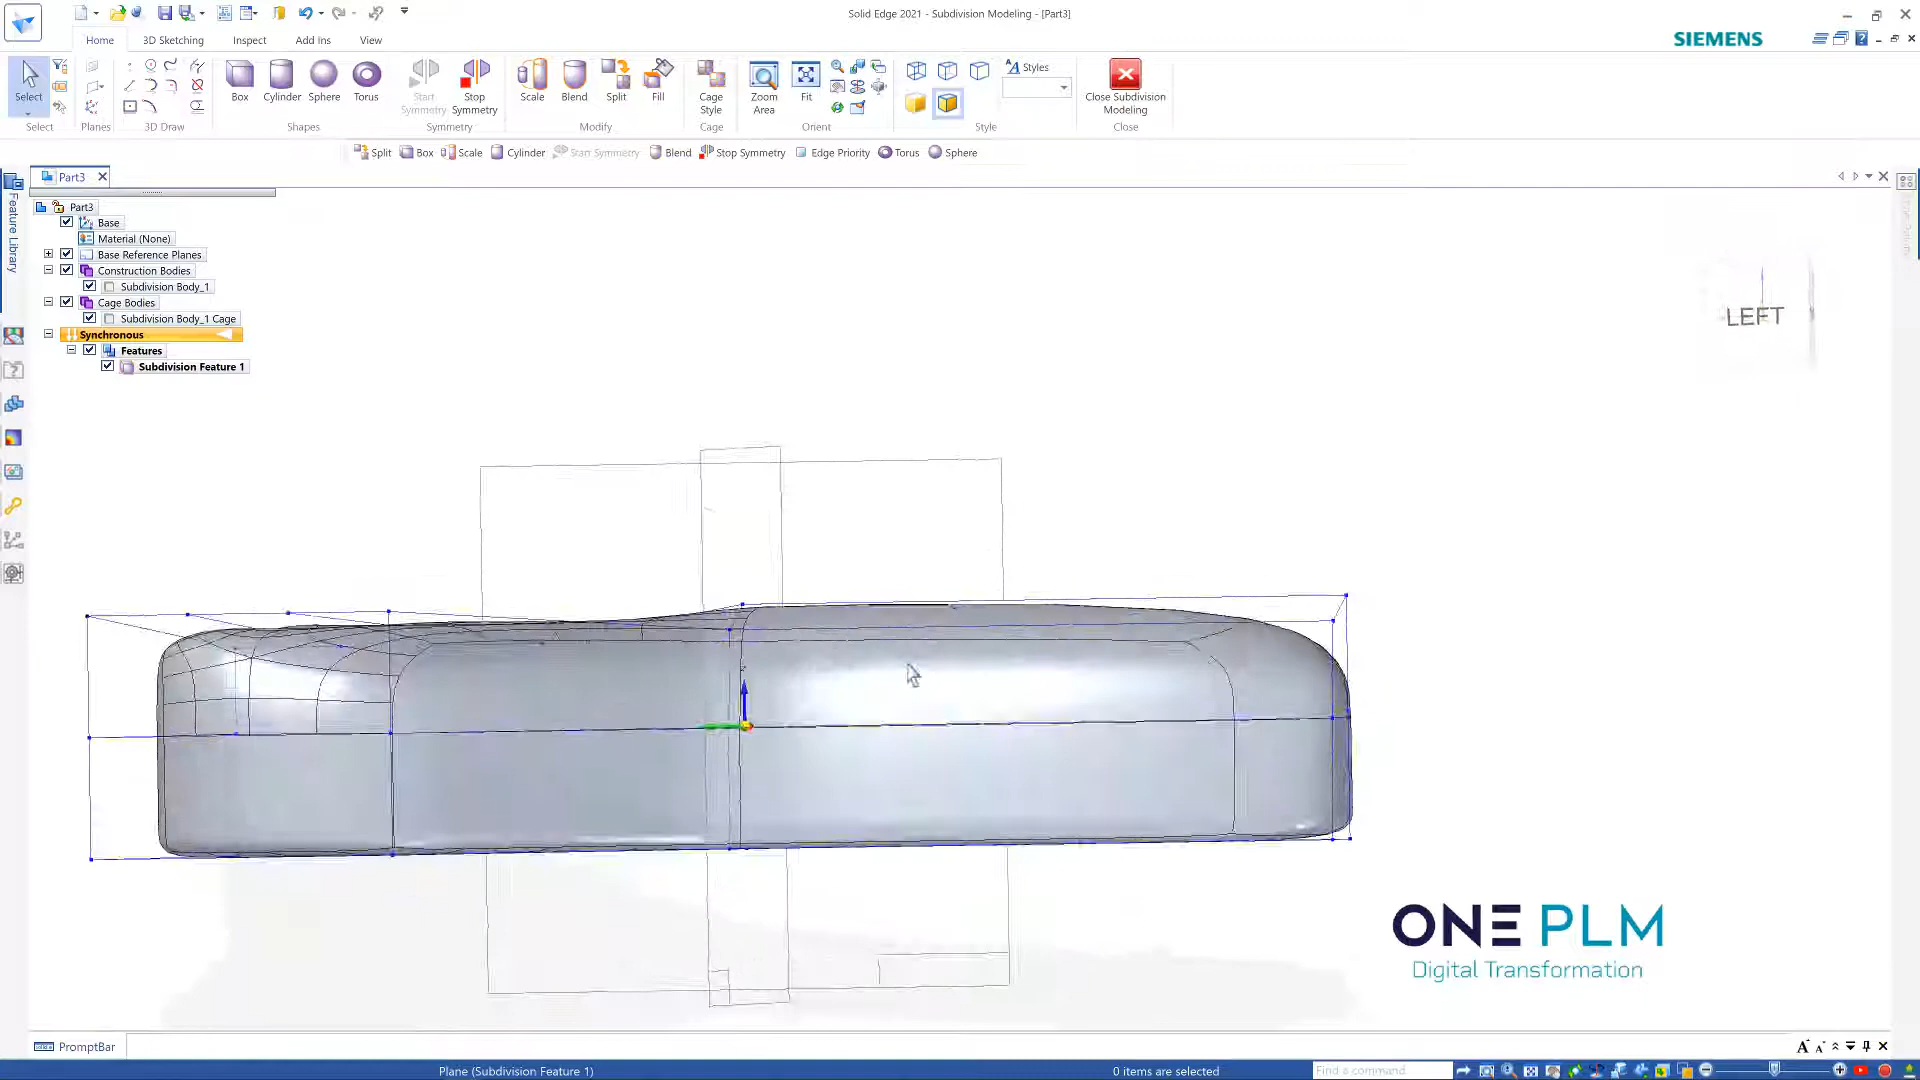 Solid Edge 2021 - Subdivision Modeling - [Part3]
Home 3D Sketching Inspect Add Ins View
SIEMENS
Select
Box Cylinder Sphere Torus
Start Symmetry
Stop Symmetry
Scale Blend Split Fill
Cage Style
Zoom Area
Fit
Styles
Close Subdivision Modeling
Select Planes 3D Draw Shapes Symmetry Modify Cage Orient Style Close
Split Box Scale Cylinder Start Symmetry Blend Stop Symmetry Edge Priority Torus Sphere
Part3
Feature Library
Part3
Base
Material (None)
Base Reference Planes
Construction Bodies
Subdivision Body_1
Cage Bodies
Subdivision Body_1 Cage
Synchronous
Features
Subdivision Feature 1
LEFT
ONE PLM
Digital Transformation
PromptBar
Plane (Subdivision Feature 1)
0 items are selected
Find a command